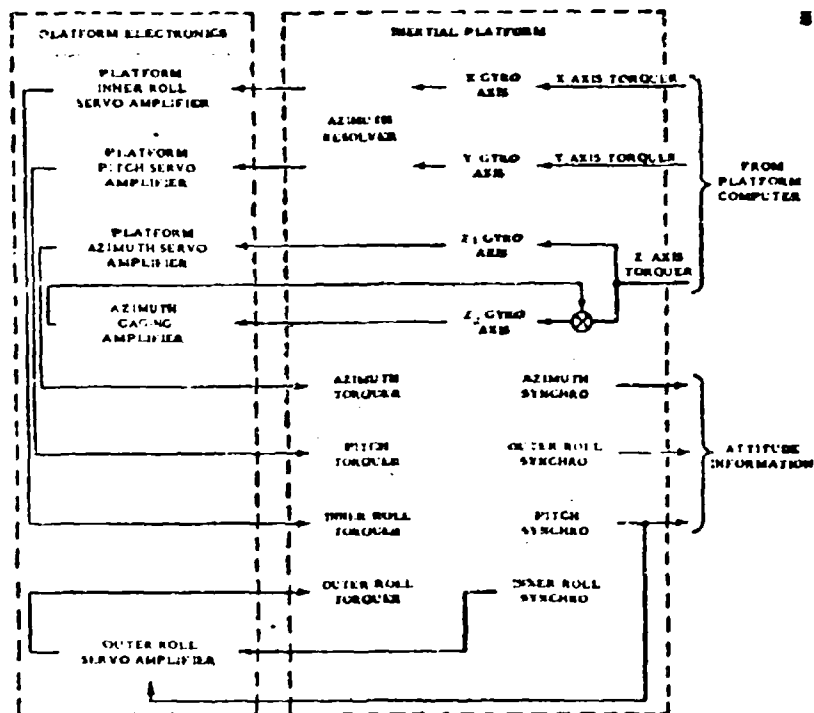 PLATFORM ELECTRONICS
INERTIAL PLATFORM
PLATFORM
INNER ROLL
SERVO AMPLIFIER
X GYRO
AXIS
X AXIS TORQUER
AZIMUTH
RESOLVER
PLATFORM
PITCH SERVO
AMPLIFIER
Y GYRO
AXIS
Y AXIS TORQUER
FROM
PLATFORM
COMPUTER
PLATFORM
AZIMUTH SERVO
AMPLIFIER
Z1 GYRO
AXIS
Z AXIS
TORQUER
AZIMUTH
CAGING
AMPLIFIER
Z2 GYRO
AXIS
AZIMUTH
TORQUER
AZIMUTH
SYNCHRO
PITCH
TORQUER
OUTER ROLL
SYNCHRO
ATTITUDE
INFORMATION
INNER ROLL
TORQUER
PITCH
SYNCHRO
OUTER ROLL
TORQUER
INNER ROLL
SYNCHRO
OUTER ROLL
SERVO AMPLIFIER